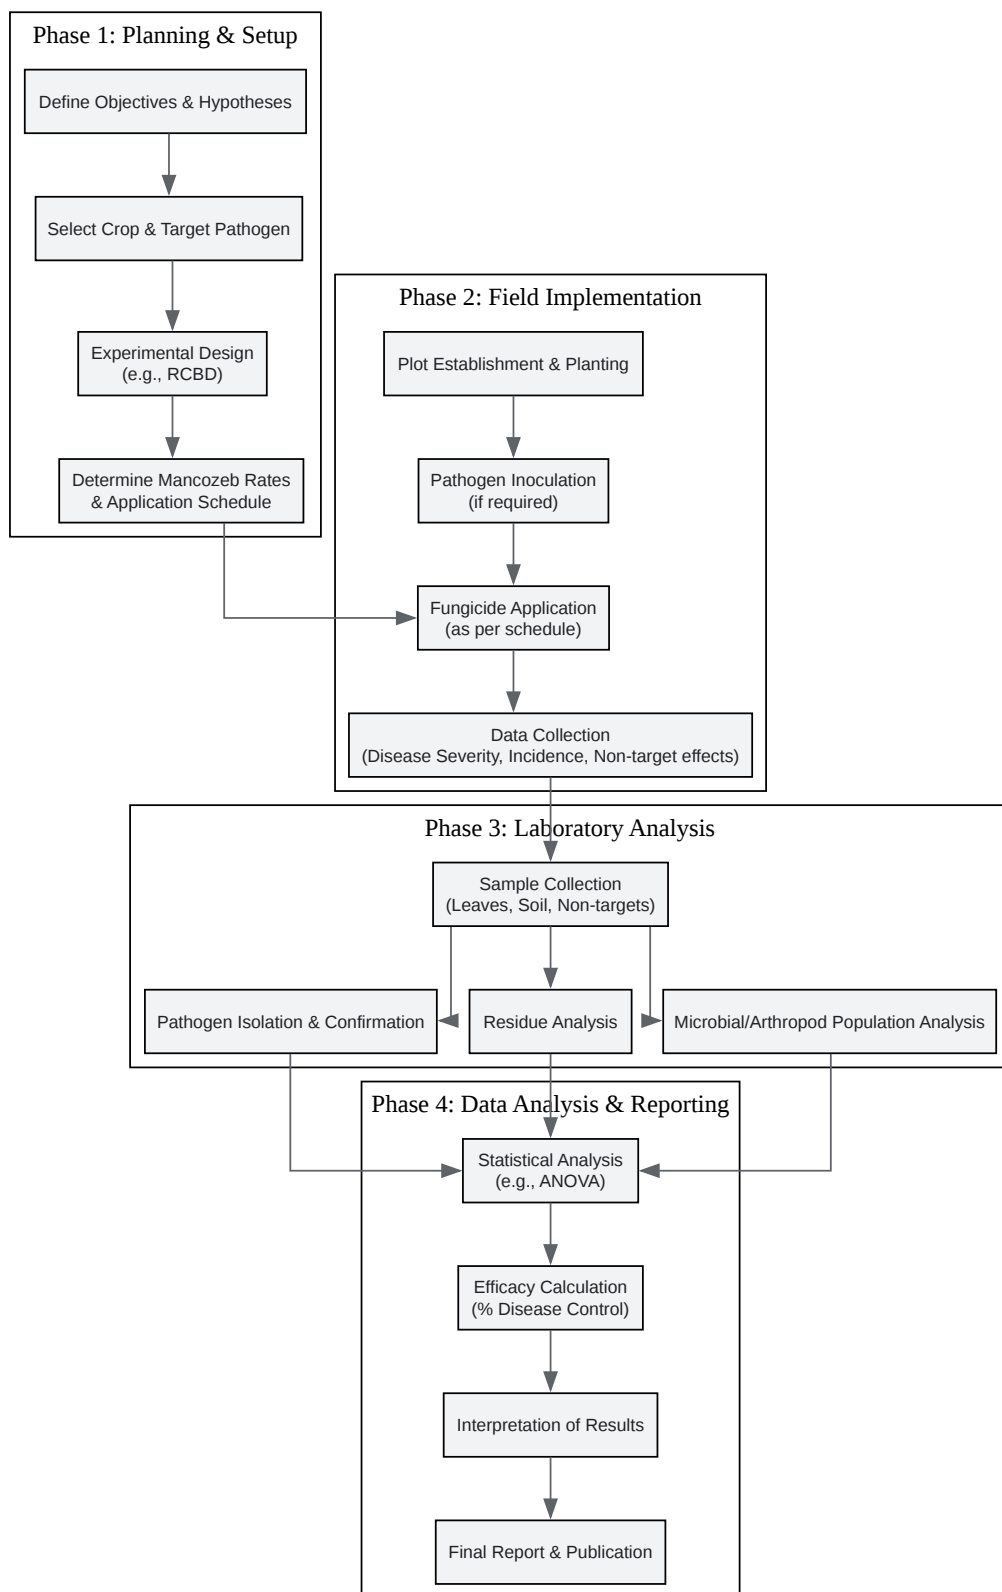 Phase 1: Planning & Setup
Define Objectives & Hypotheses
Select Crop & Target Pathogen
Experimental Design
(e.g., RCBD)
Determine Mancozeb Rates
& Application Schedule
Phase 2: Field Implementation
Plot Establishment & Planting
Pathogen Inoculation
(if required)
Fungicide Application
(as per schedule)
Data Collection
(Disease Severity, Incidence, Non-target effects)
Phase 3: Laboratory Analysis
Sample Collection
(Leaves, Soil, Non-targets)
Pathogen Isolation & Confirmation
Residue Analysis
Microbial/Arthropod Population Analysis
Phase 4: Data Analysis & Reporting
Statistical Analysis
(e.g., ANOVA)
Efficacy Calculation
(% Disease Control)
Interpretation of Results
Final Report & Publication